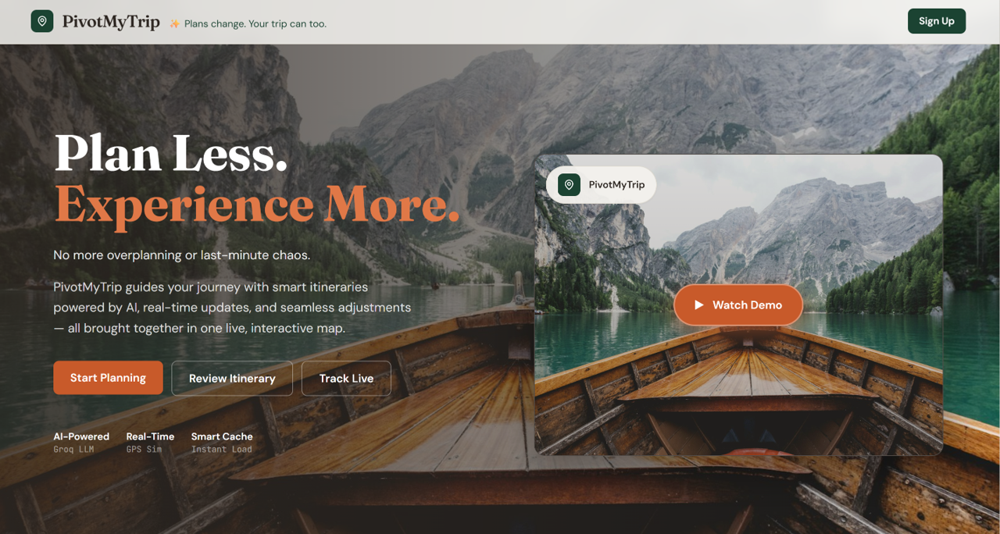 PivotMyTrip
✨ Plans change. Your trip can too.
Sign Up
Plan Less.
Experience More.
No more overplanning or last-minute chaos.
PivotMyTrip guides your journey with smart itineraries
powered by AI, real-time updates, and seamless adjustments
— all brought together in one live, interactive map.
Start Planning
Review Itinerary
Track Live
AI-Powered
Groq LLM
Real-Time
GPS Sim
Smart Cache
Instant Load
PivotMyTrip
Watch Demo